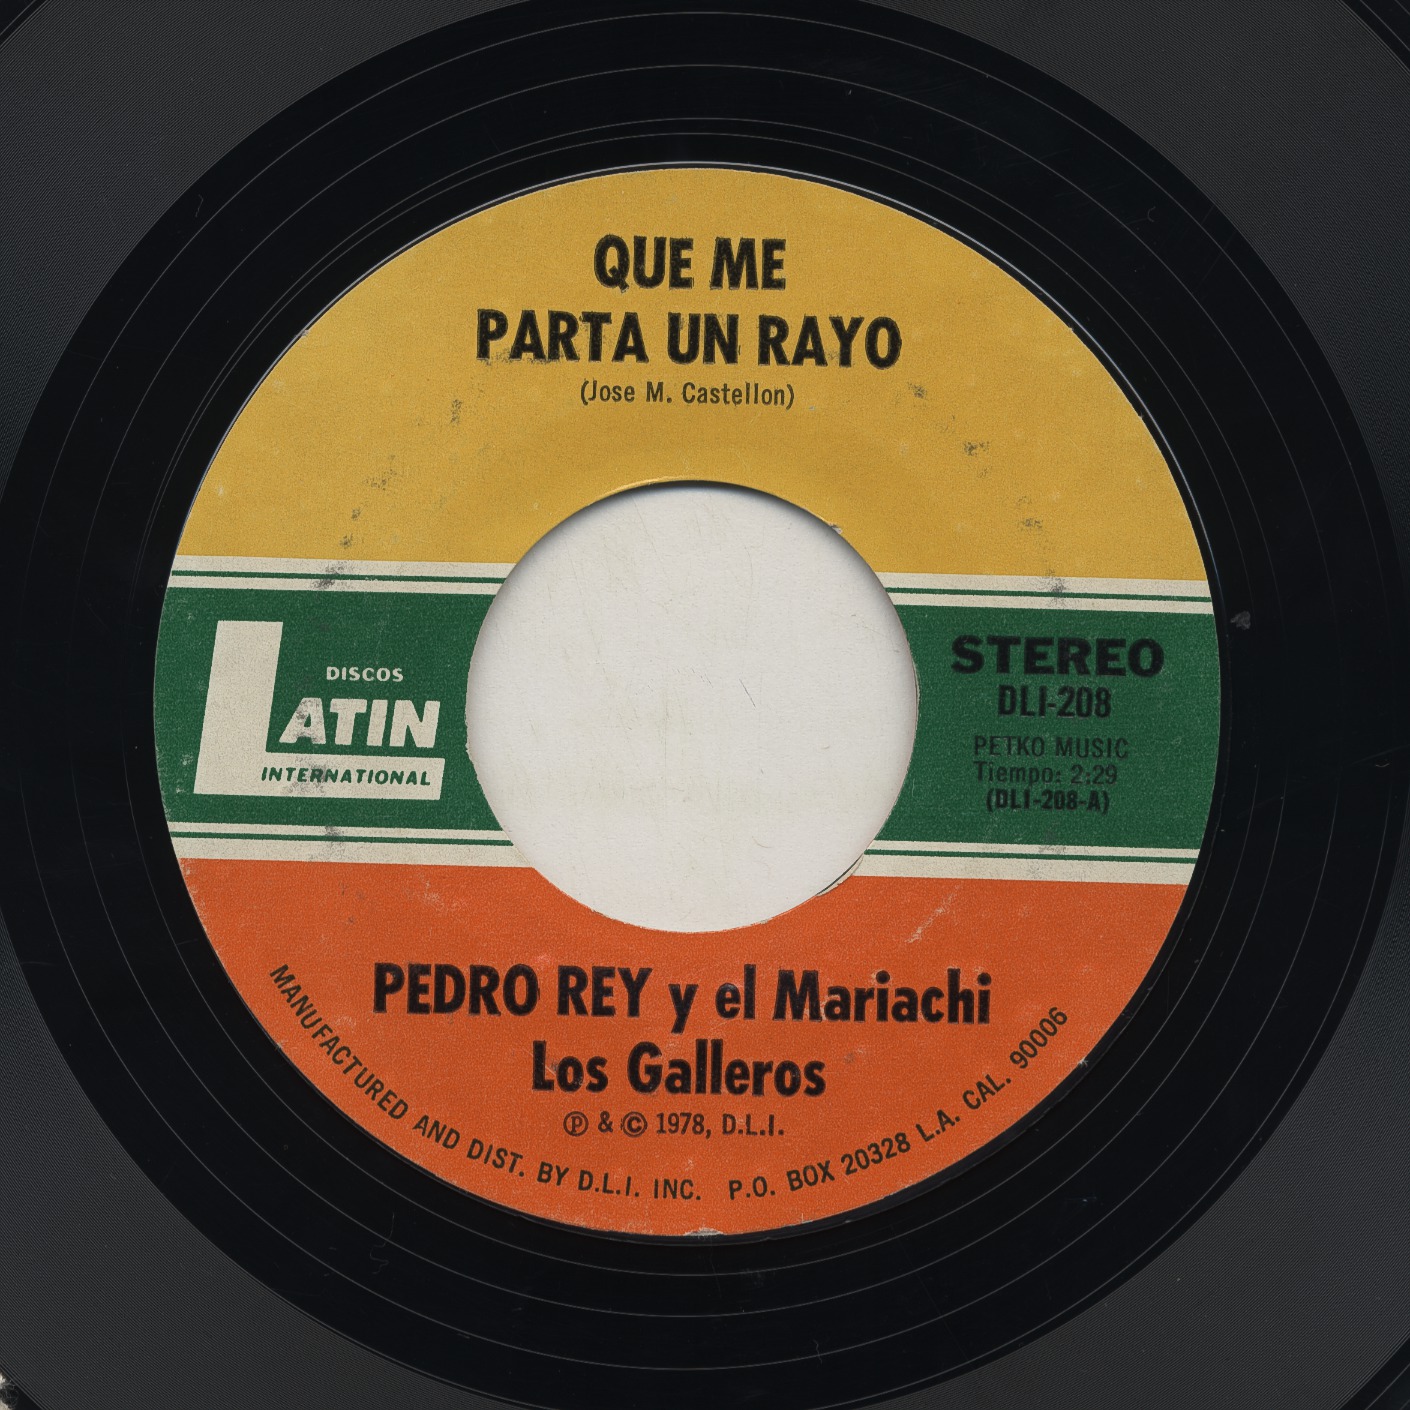 QUE ME
PARTA UN RAYO
(Jose M. Castellon)
DISCOS
LATIN
INTERNATIONAL
STEREO
DLI-208
PETKO MUSIC
Tiempo: 2:29
(DLI-208-A)
PEDRO REY y el Mariachi
Los Galleros
℗ & © 1978, D.L.I.
MANUFACTURED AND DIST. BY D.L.I. INC. P.O. BOX 20328 L.A. CAL. 90006